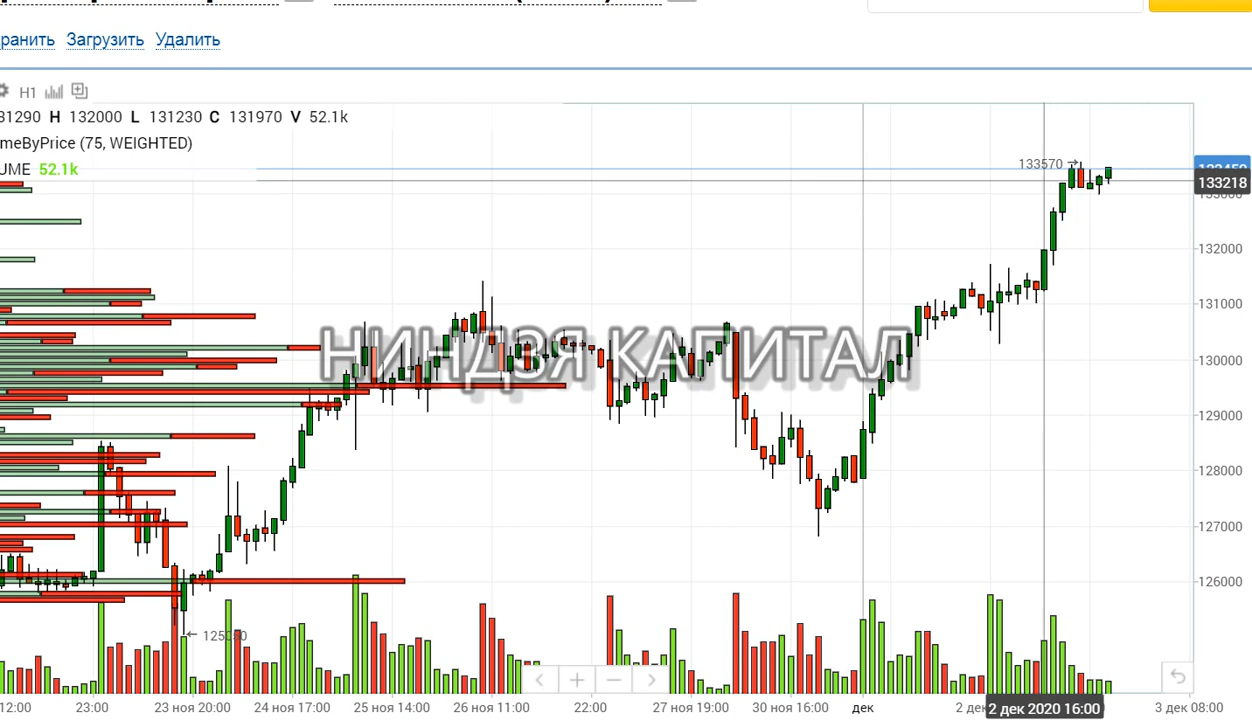 ранить Загрузить Удалить
H1
31290 H 132000 L 131230 C 131970 V 52.1k
meByPrice (75, WEIGHTED)
UME 52.1k
133570
133218
133000
132000
131000
НИНДЗЯ КАПИТАЛ
130000
129000
128000
127000
126000
12:00 23:00 23 ноя 20:00 24 ноя 17:00 25 ноя 14:00 26 ноя 11:00 22:00 27 ноя 19:00 30 ноя 16:00 дек 2 де 2 дек 2020 16:00 3 дек 08:00